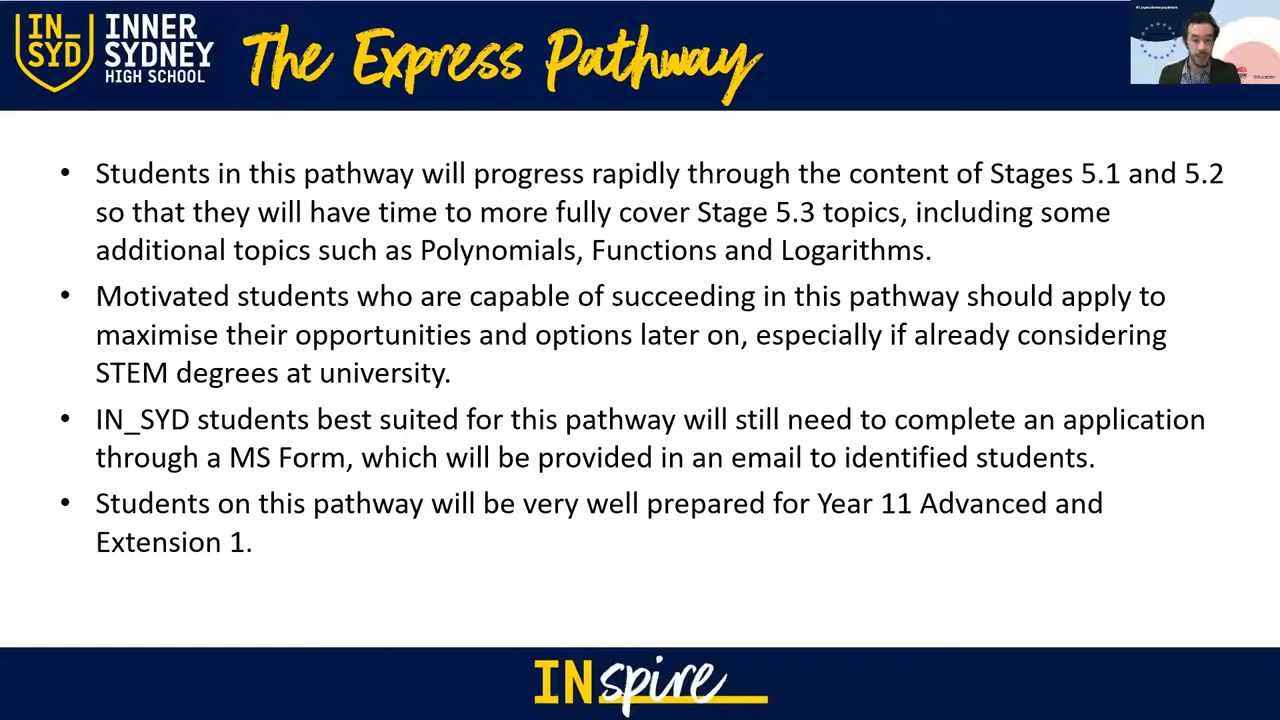 IN_
SYD
INNER
SYDNEY
HIGH SCHOOL
The Express Pathway
Education
• Students in this pathway will progress rapidly through the content of Stages 5.1 and 5.2
so that they will have time to more fully cover Stage 5.3 topics, including some
additional topics such as Polynomials, Functions and Logarithms.
• Motivated students who are capable of succeeding in this pathway should apply to
maximise their opportunities and options later on, especially if already considering
STEM degrees at university.
• IN_SYD students best suited for this pathway will still need to complete an application
through a MS Form, which will be provided in an email to identified students.
• Students on this pathway will be very well prepared for Year 11 Advanced and
Extension 1.
INspire